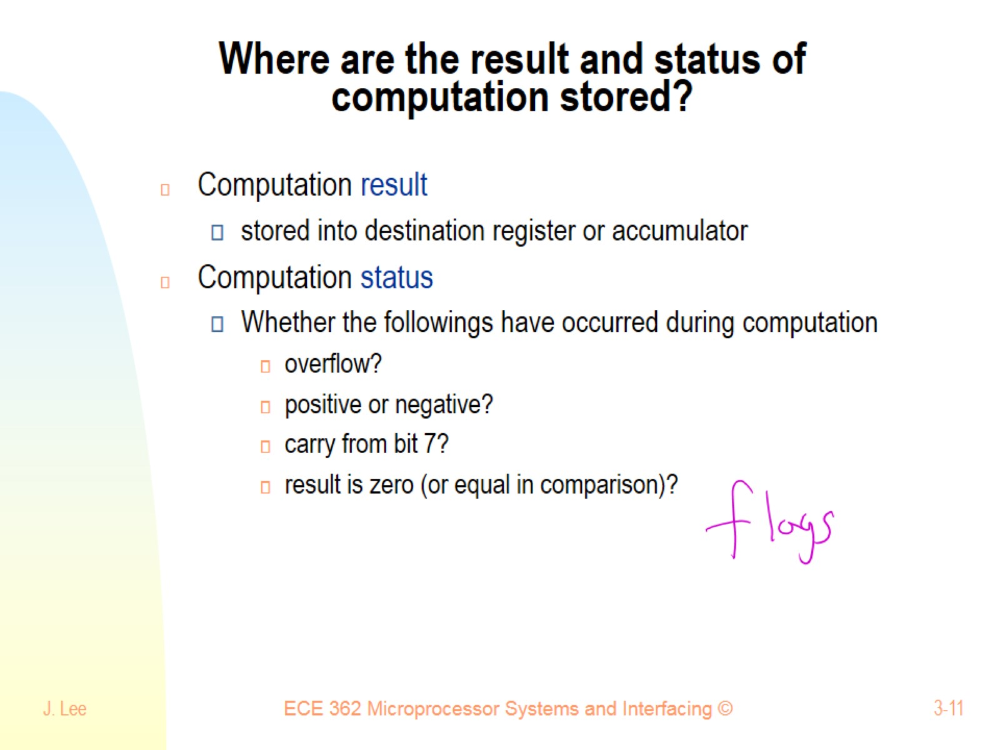 Where are the result and status of
computation stored?
Computation result
stored into destination register or accumulator
Computation status
Whether the followings have occurred during computation
overflow?
positive or negative?
carry from bit 7?
result is zero (or equal in comparison)?
flags
J. Lee
ECE 362 Microprocessor Systems and Interfacing ©
3-11